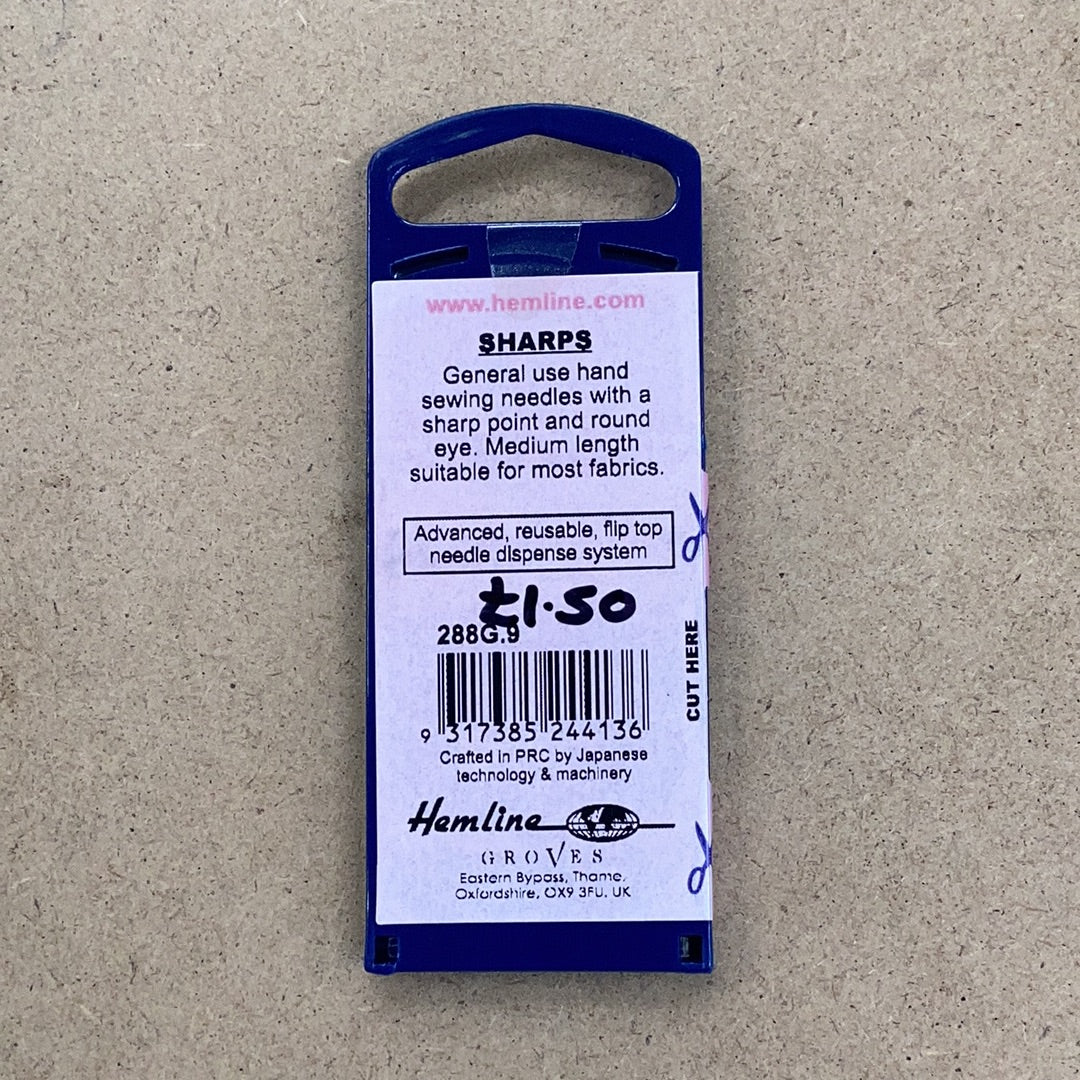 www.hemline.com
SHARPS
General use hand
sewing needles with a
sharp point and round
eye. Medium length
suitable for most fabrics.
Advanced, reusable, flip top
needle dispense system
£1.50
288G.9
CUT HERE
9 317385 244136
Crafted in PRC by Japanese
technology & machinery
Hemline
GROVES
Eastern Bypass, Thame,
Oxfordshire, OX9 3FU. UK